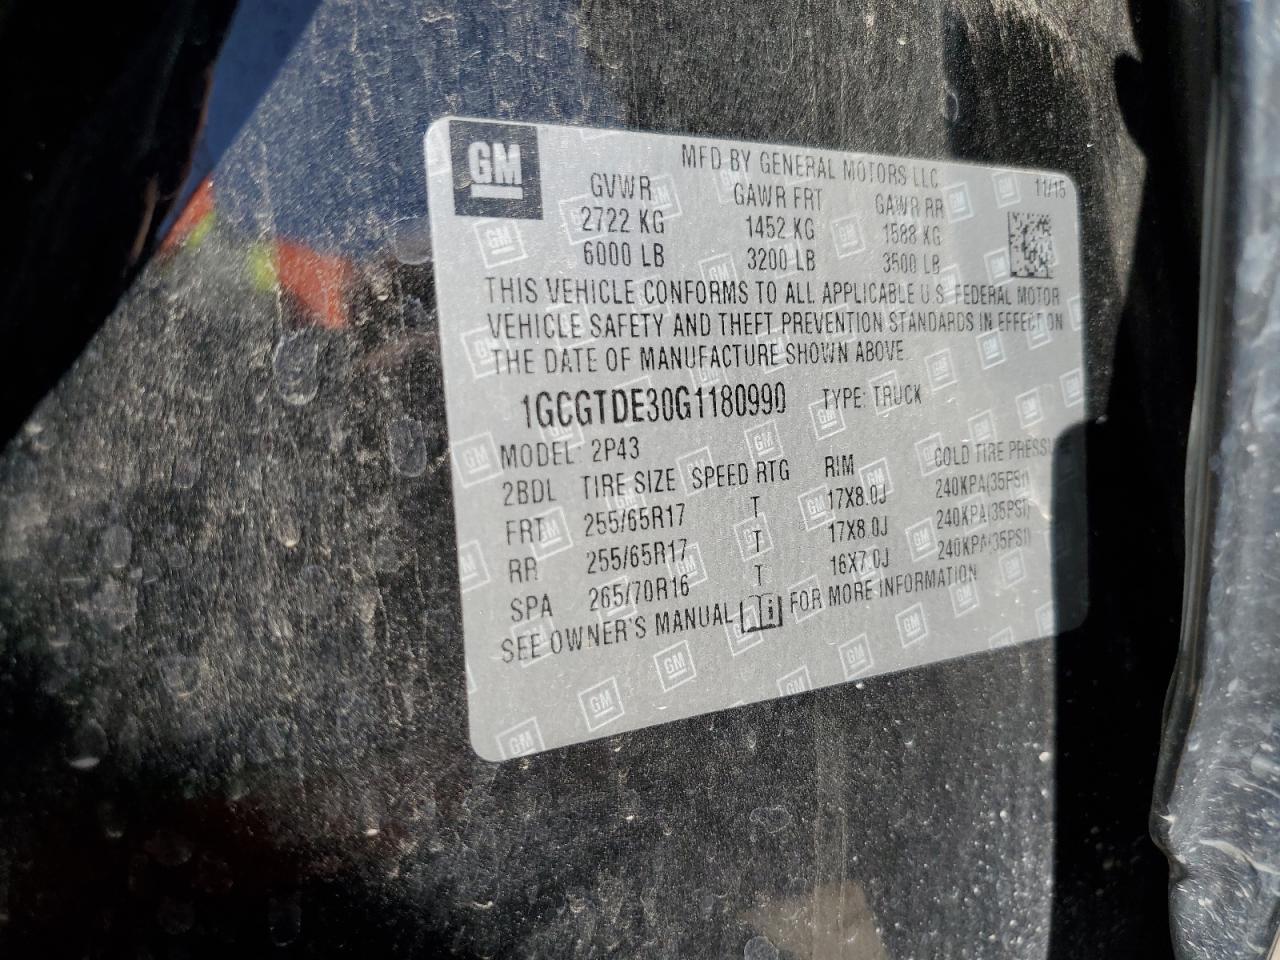 GM
MFD BY GENERAL MOTORS LLC
11/15
GVWR GAWR FRT GAWR RR
2722 KG 1452 KG 1588 KG
6000 LB 3200 LB 3500 LB
THIS VEHICLE CONFORMS TO ALL APPLICABLE U.S. FEDERAL MOTOR
VEHICLE SAFETY AND THEFT PREVENTION STANDARDS IN EFFECT ON
THE DATE OF MANUFACTURE SHOWN ABOVE.
1GCGTDE30G1180990 TYPE: TRUCK
MODEL: 2P43
2BDL TIRE SIZE SPEED RTG RIM COLD TIRE PRESSURE
FRT 255/65R17 T 17X8.0J 240KPA(35PSI)
RR 255/65R17 T 17X8.0J 240KPA(35PSI)
SPA 265/70R16 T 16X7.0J 240KPA(35PSI)
SEE OWNER'S MANUAL FOR MORE INFORMATION